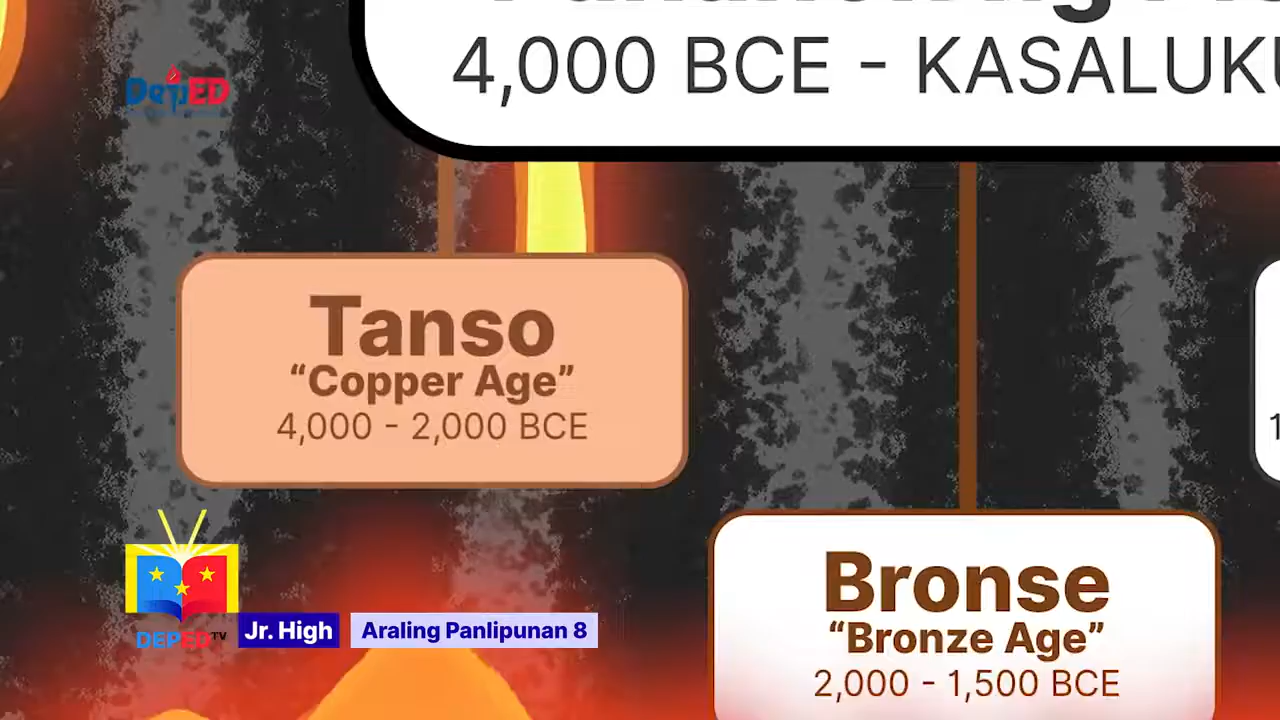 4,000 BCE - KASALUKU
DepED
Tanso
“Copper Age”
4,000 - 2,000 BCE
Bronse
“Bronze Age”
2,000 - 1,500 BCE
DEPED TV
Jr. High
Araling Panlipunan 8